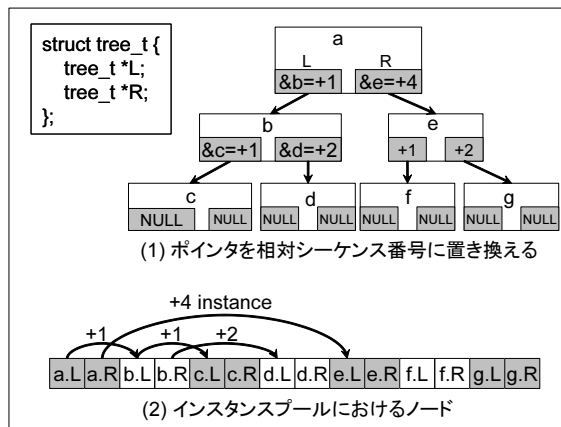 struct tree_t {
tree_t *L;
tree_t *R;
};
a
L R
&b=+1 &e=+4
b e
&c=+1 &d=+2 +1 +2
c d f g
NULL NULL NULL NULL NULL NULL NULL NULL
(1) ポインタを相対シーケンス番号に置き換える
+4 instance
+1 +1 +2
a.L a.R b.L b.R c.L c.R d.L d.R e.L e.R f.L f.R g.L g.R
(2) インスタンスプールにおけるノード